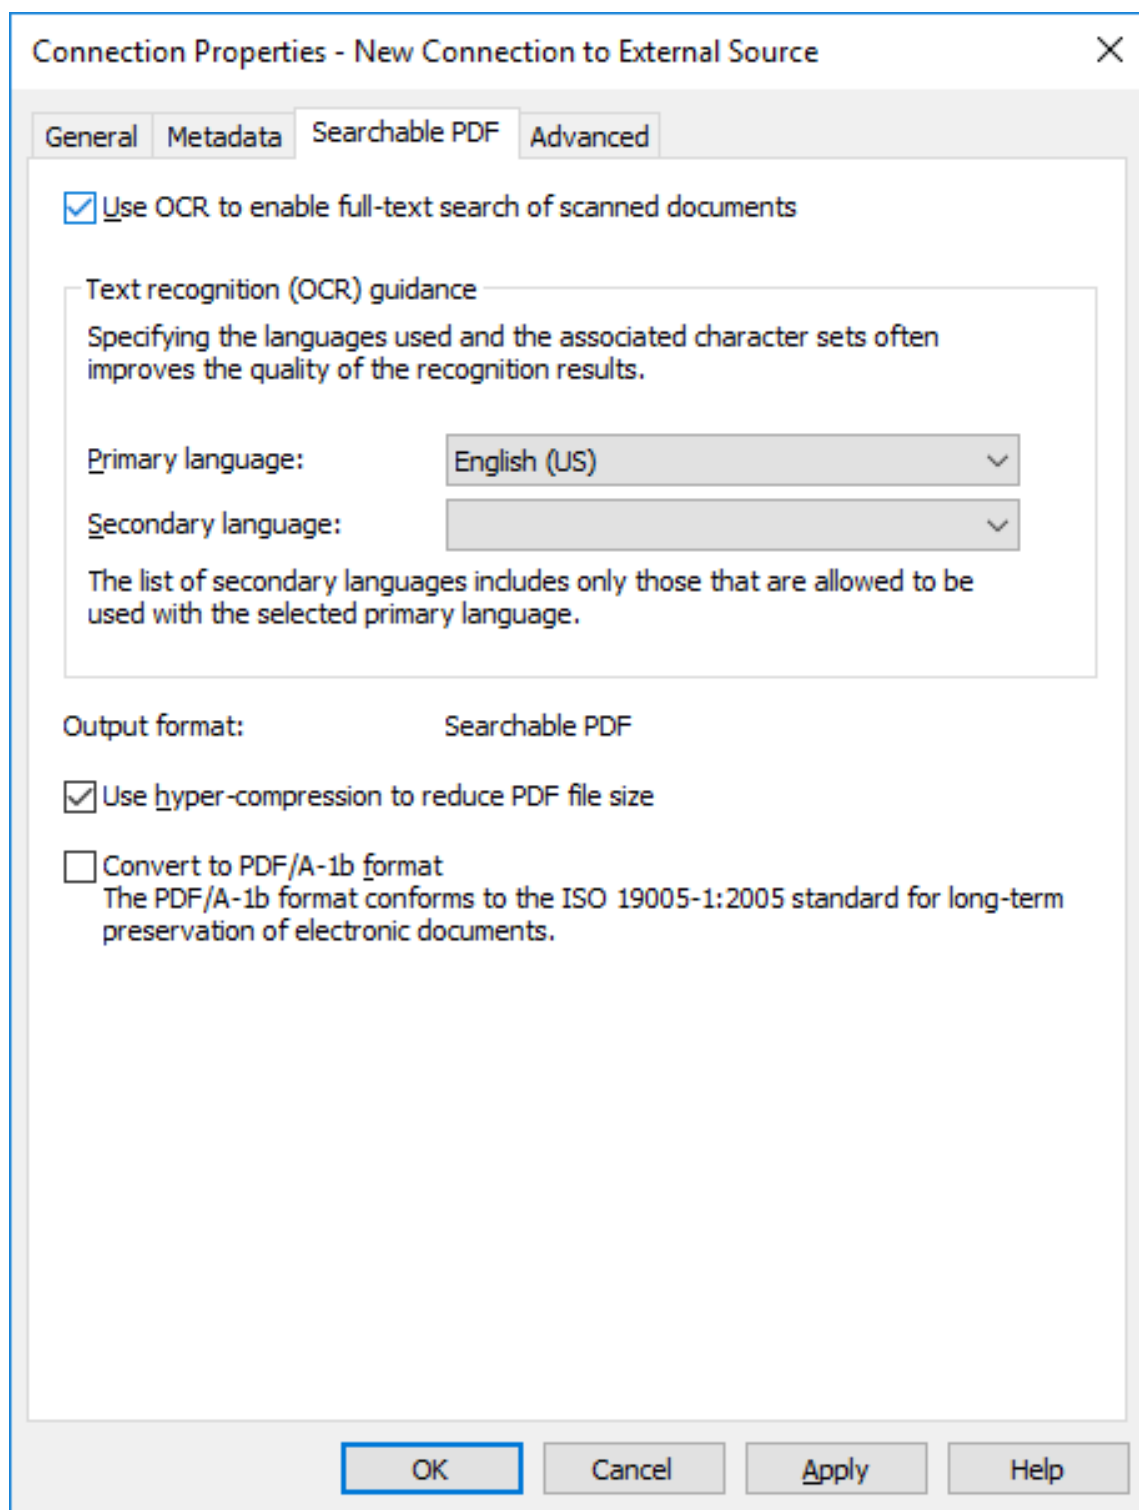 Connection Properties - New Connection to External Source
General Metadata Searchable PDF Advanced
Use OCR to enable full-text search of scanned documents
Text recognition (OCR) guidance
Specifying the languages used and the associated character sets often
improves the quality of the recognition results.
Primary language: English (US)
Secondary language:
The list of secondary languages includes only those that are allowed to be
used with the selected primary language.
Output format: Searchable PDF
Use hyper-compression to reduce PDF file size
Convert to PDF/A-1b format
The PDF/A-1b format conforms to the ISO 19005-1:2005 standard for long-term
preservation of electronic documents.
OK Cancel Apply Help